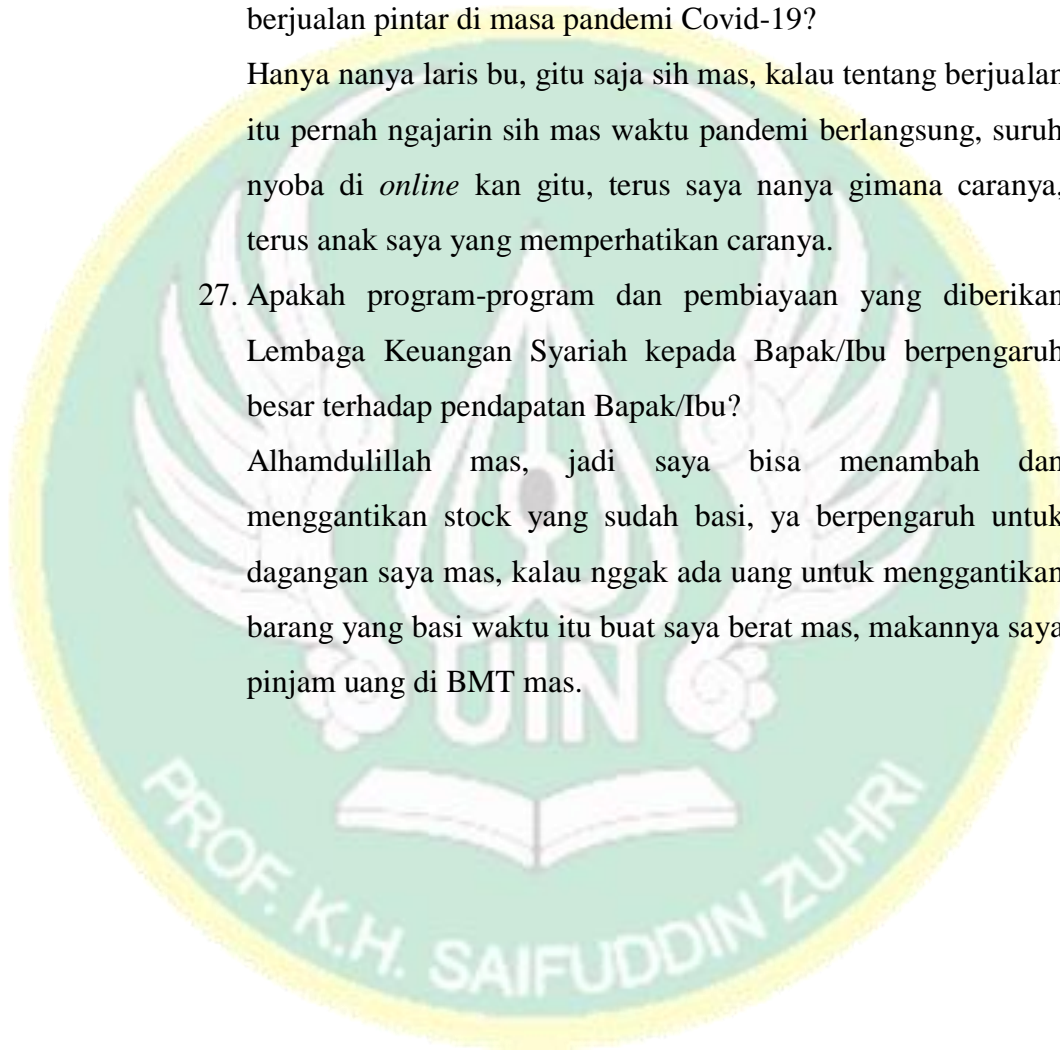 berjualan pintar di masa pandemi Covid-19?
Hanya nanya laris bu, gitu saja sih mas, kalau tentang berjualan
itu pernah ngajarin sih mas waktu pandemi berlangsung, suruh
nyoba di online kan gitu, terus saya nanya gimana caranya,
terus anak saya yang memperhatikan caranya.
27. Apakah program-program dan pembiayaan yang diberikan
Lembaga Keuangan Syariah kepada Bapak/Ibu berpengaruh
besar terhadap pendapatan Bapak/Ibu?
Alhamdulillah mas, jadi saya bisa menambah dan
menggantikan stock yang sudah basi, ya berpengaruh untuk
dagangan saya mas, kalau nggak ada uang untuk menggantikan
barang yang basi waktu itu buat saya berat mas, makannya saya
pinjam uang di BMT mas.
UIN
PROF. K.H. SAIFUDDIN ZUHRI